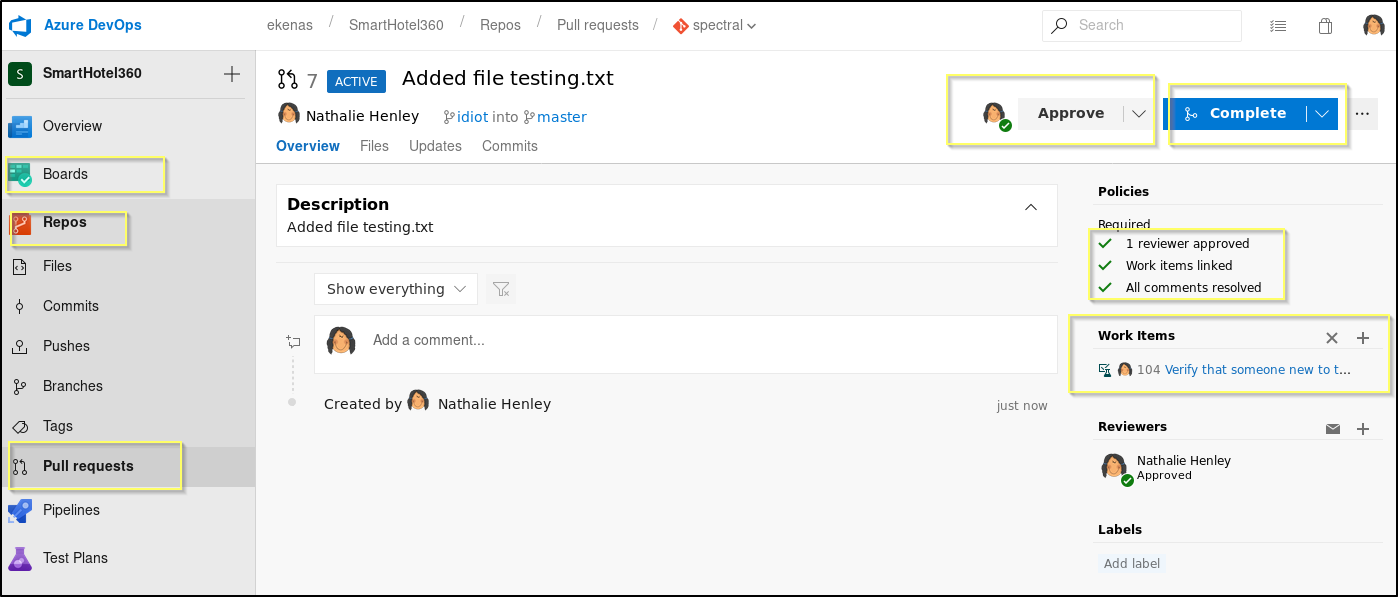 Azure DevOps
ekenas / SmartHotel360 / Repos / Pull requests / spectral
Search
S SmartHotel360
Overview
Boards
Repos
Files
Commits
Pushes
Branches
Tags
Pull requests
Pipelines
Test Plans
7 ACTIVE Added file testing.txt
Nathalie Henley idiot into master
Approve
Complete
Overview Files Updates Commits
Description
Added file testing.txt
Show everything
Add a comment...
Created by Nathalie Henley just now
Policies
Required
1 reviewer approved
Work items linked
All comments resolved
Work Items
104 Verify that someone new to t...
Reviewers
Nathalie Henley
Approved
Labels
Add label